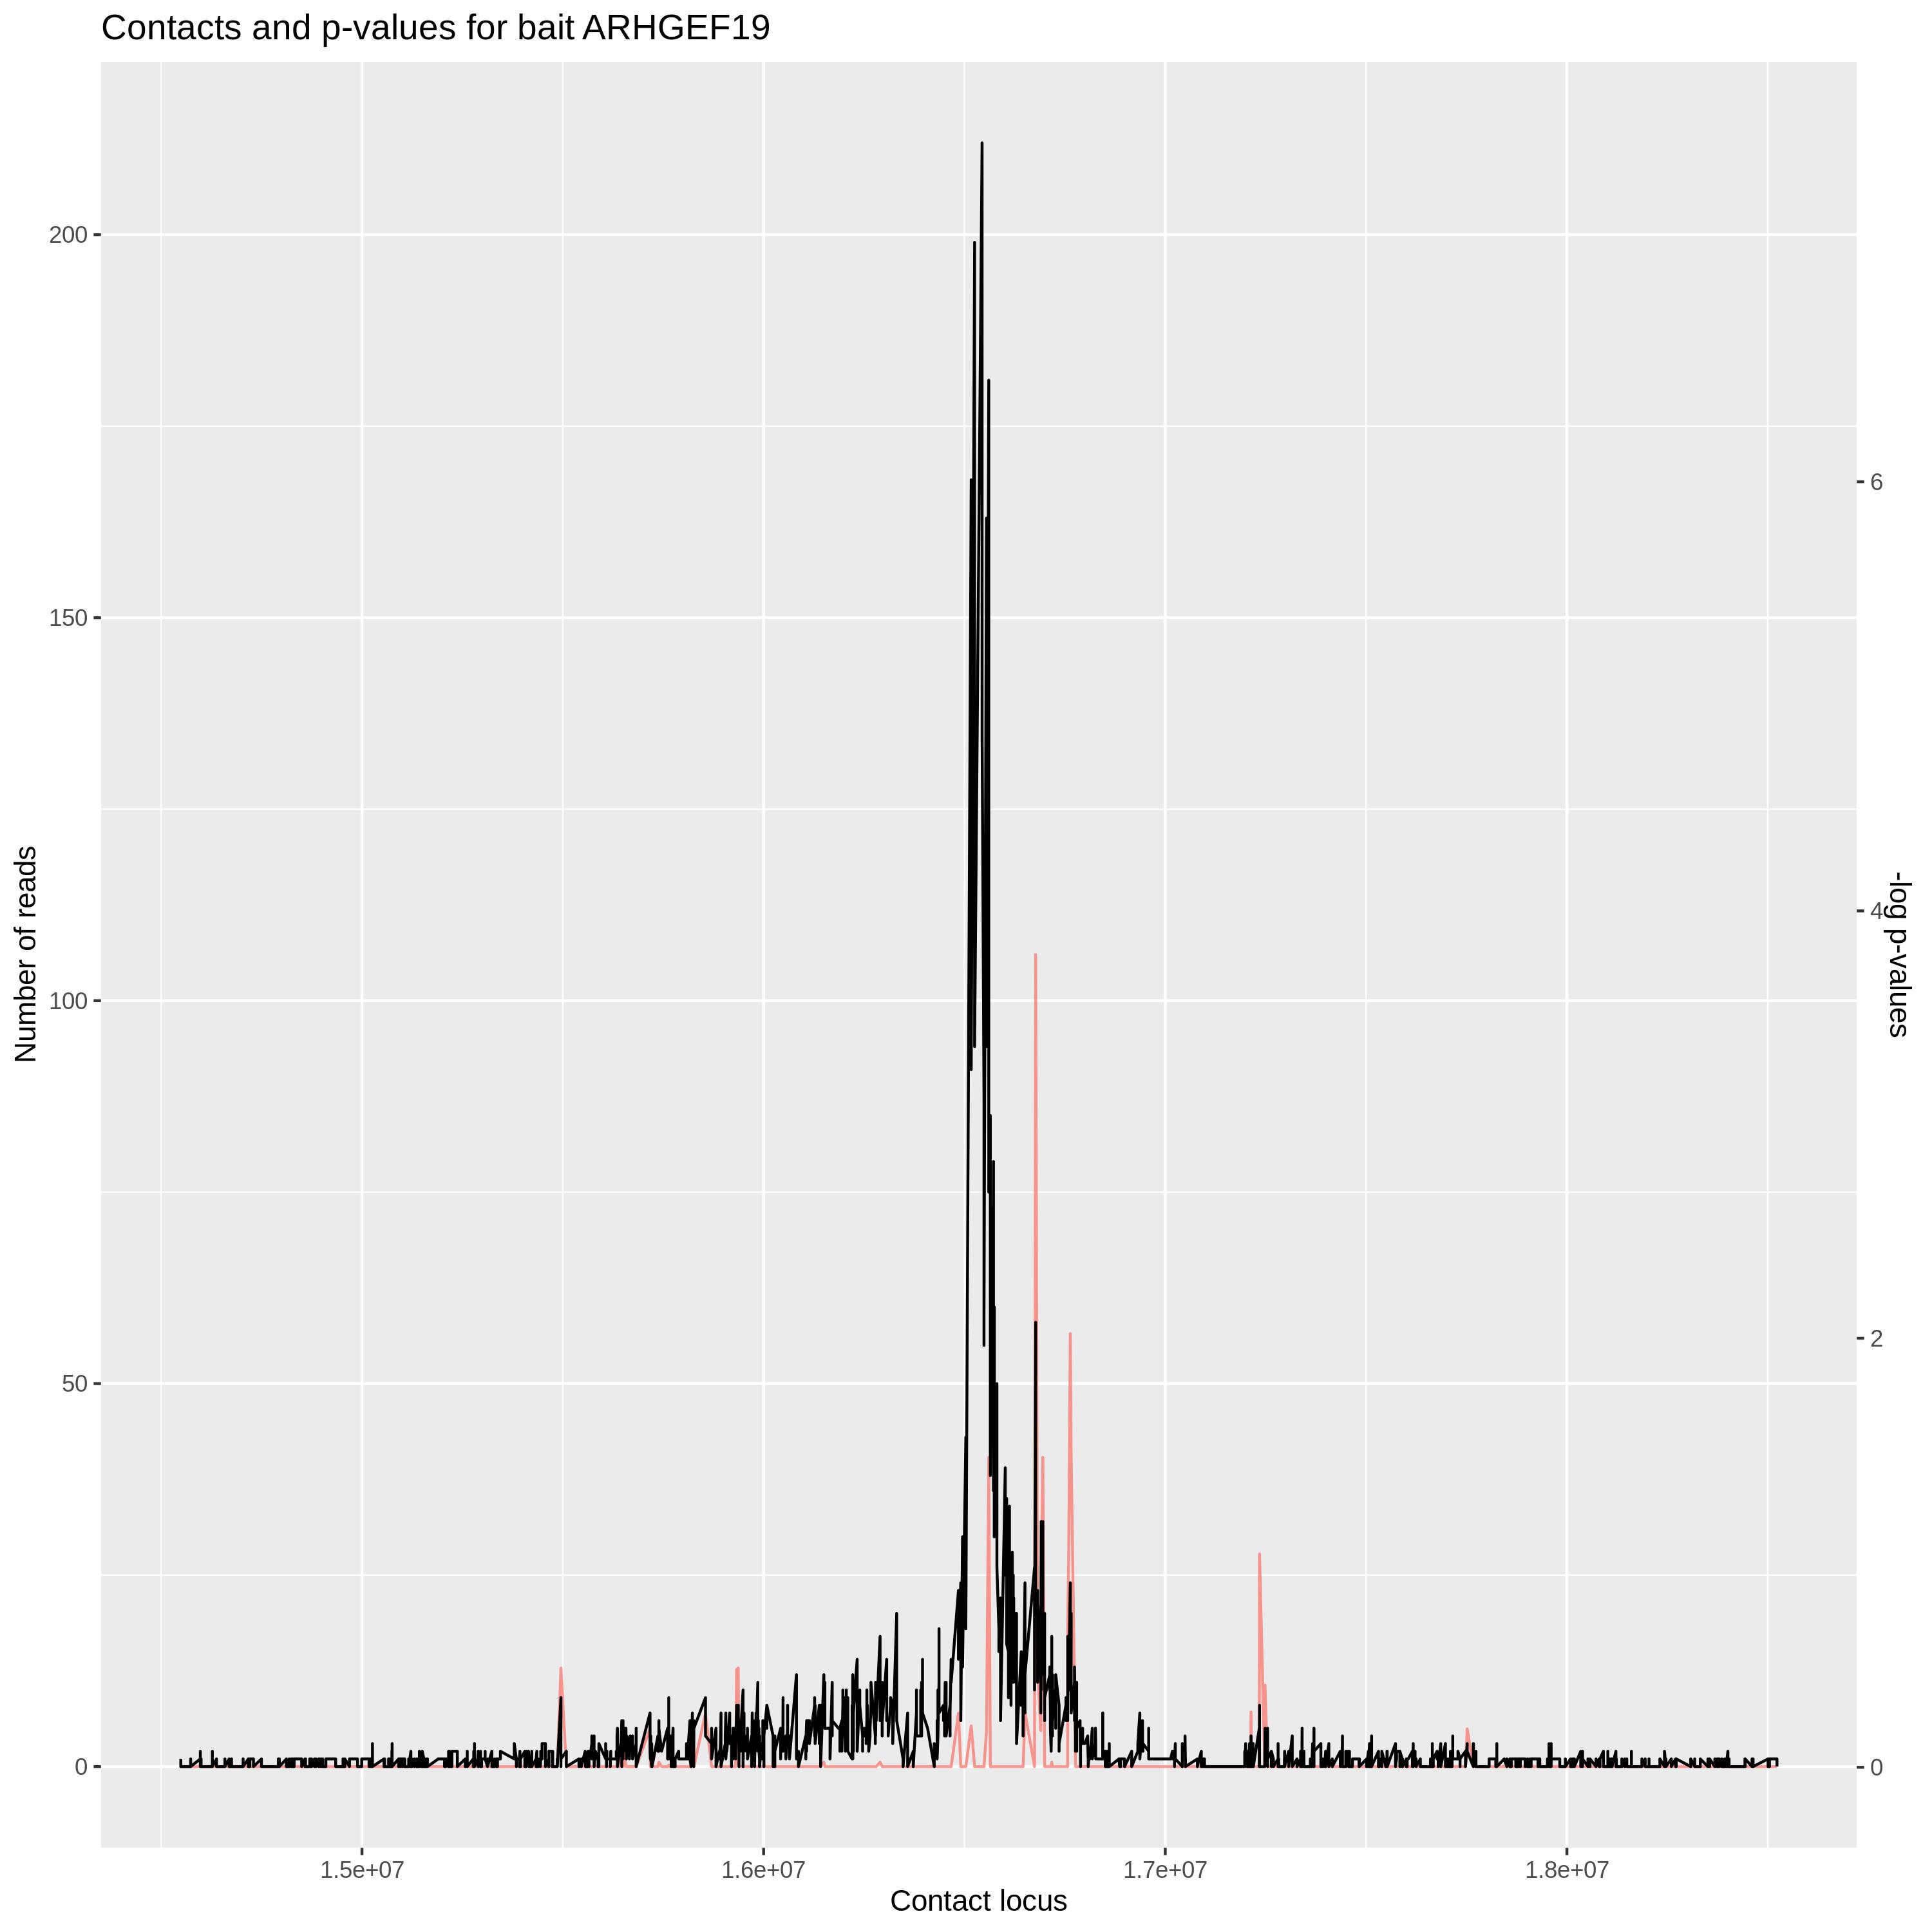 Contacts and p-values for bait ARHGEF19
200
150
100
50
0
Number of reads
6
4
2
0
-log p-values
1.5e+07
1.6e+07
1.7e+07
1.8e+07
Contact locus